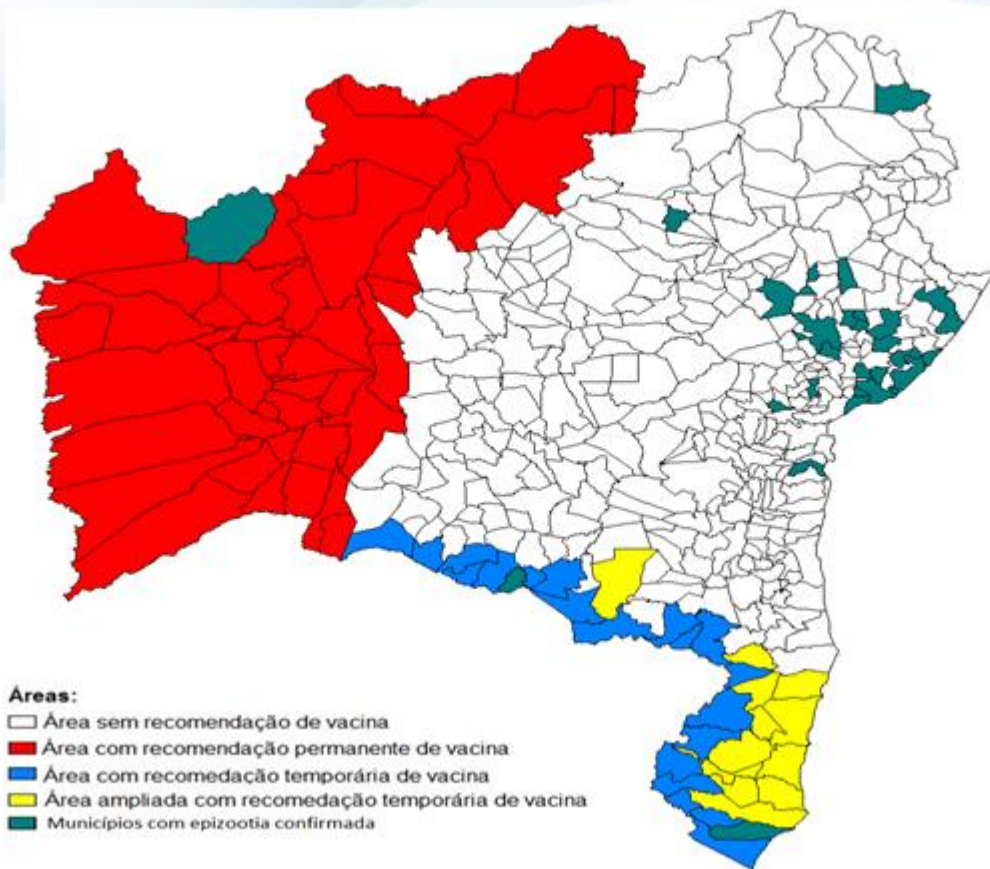 Áreas:
Área sem recomendação de vacina
Área com recomendação permanente de vacina
Área com recomedação temporária de vacina
Área ampliada com recomedação temporária de vacina
Municípios com epizootia confirmada